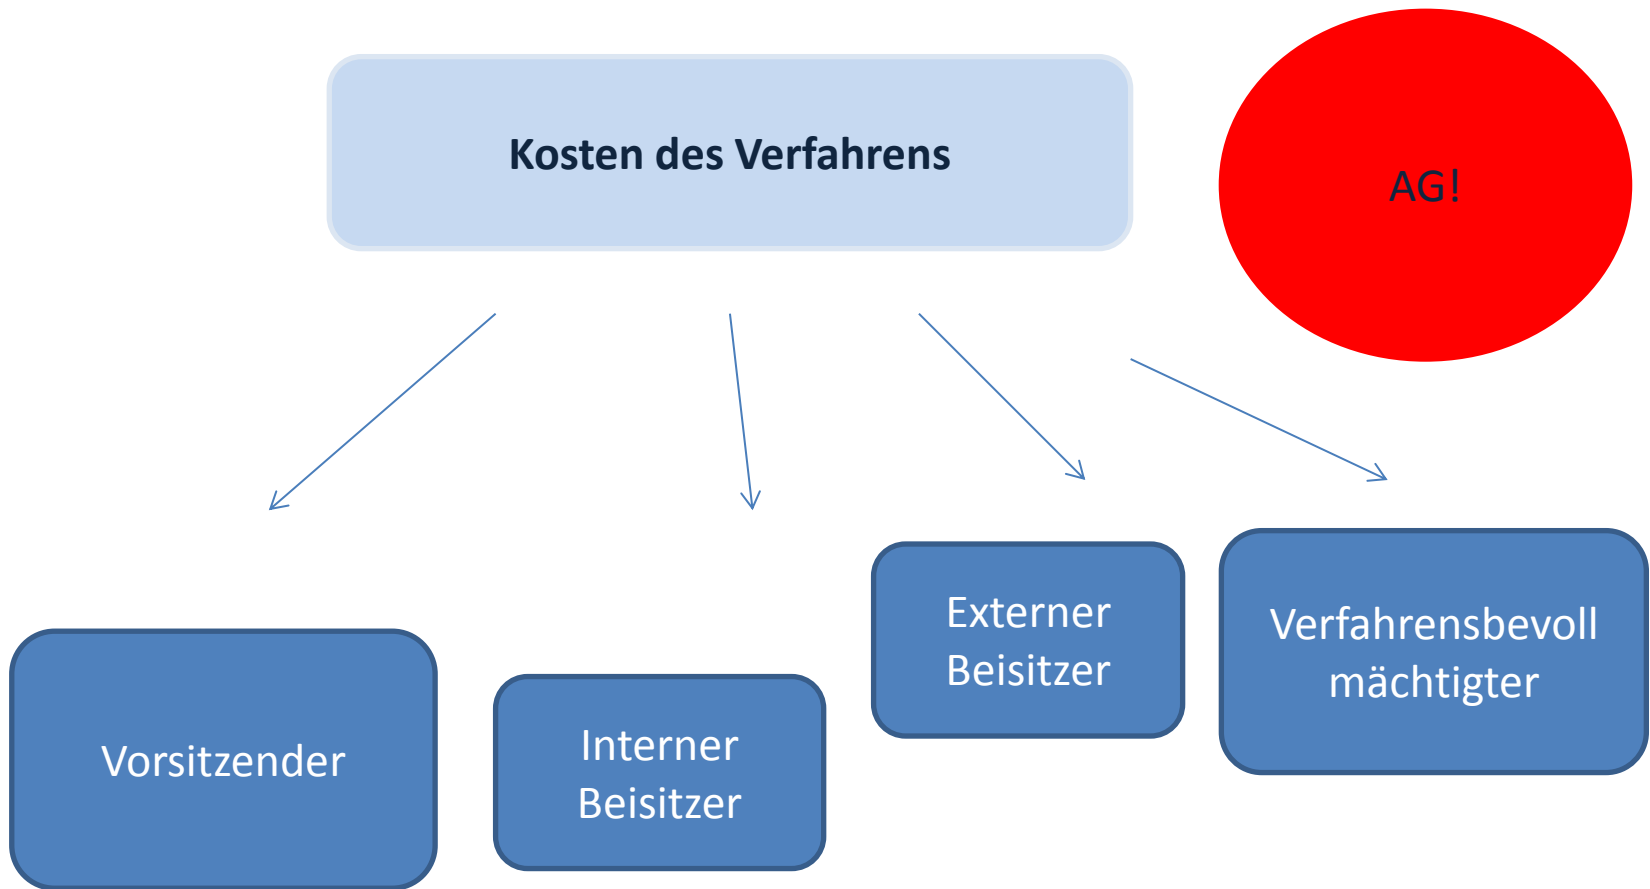 Kosten des Verfahrens
AG!
Vorsitzender
Interner
Beisitzer
Externer
Beisitzer
Verfahrensbevoll
mächtigter